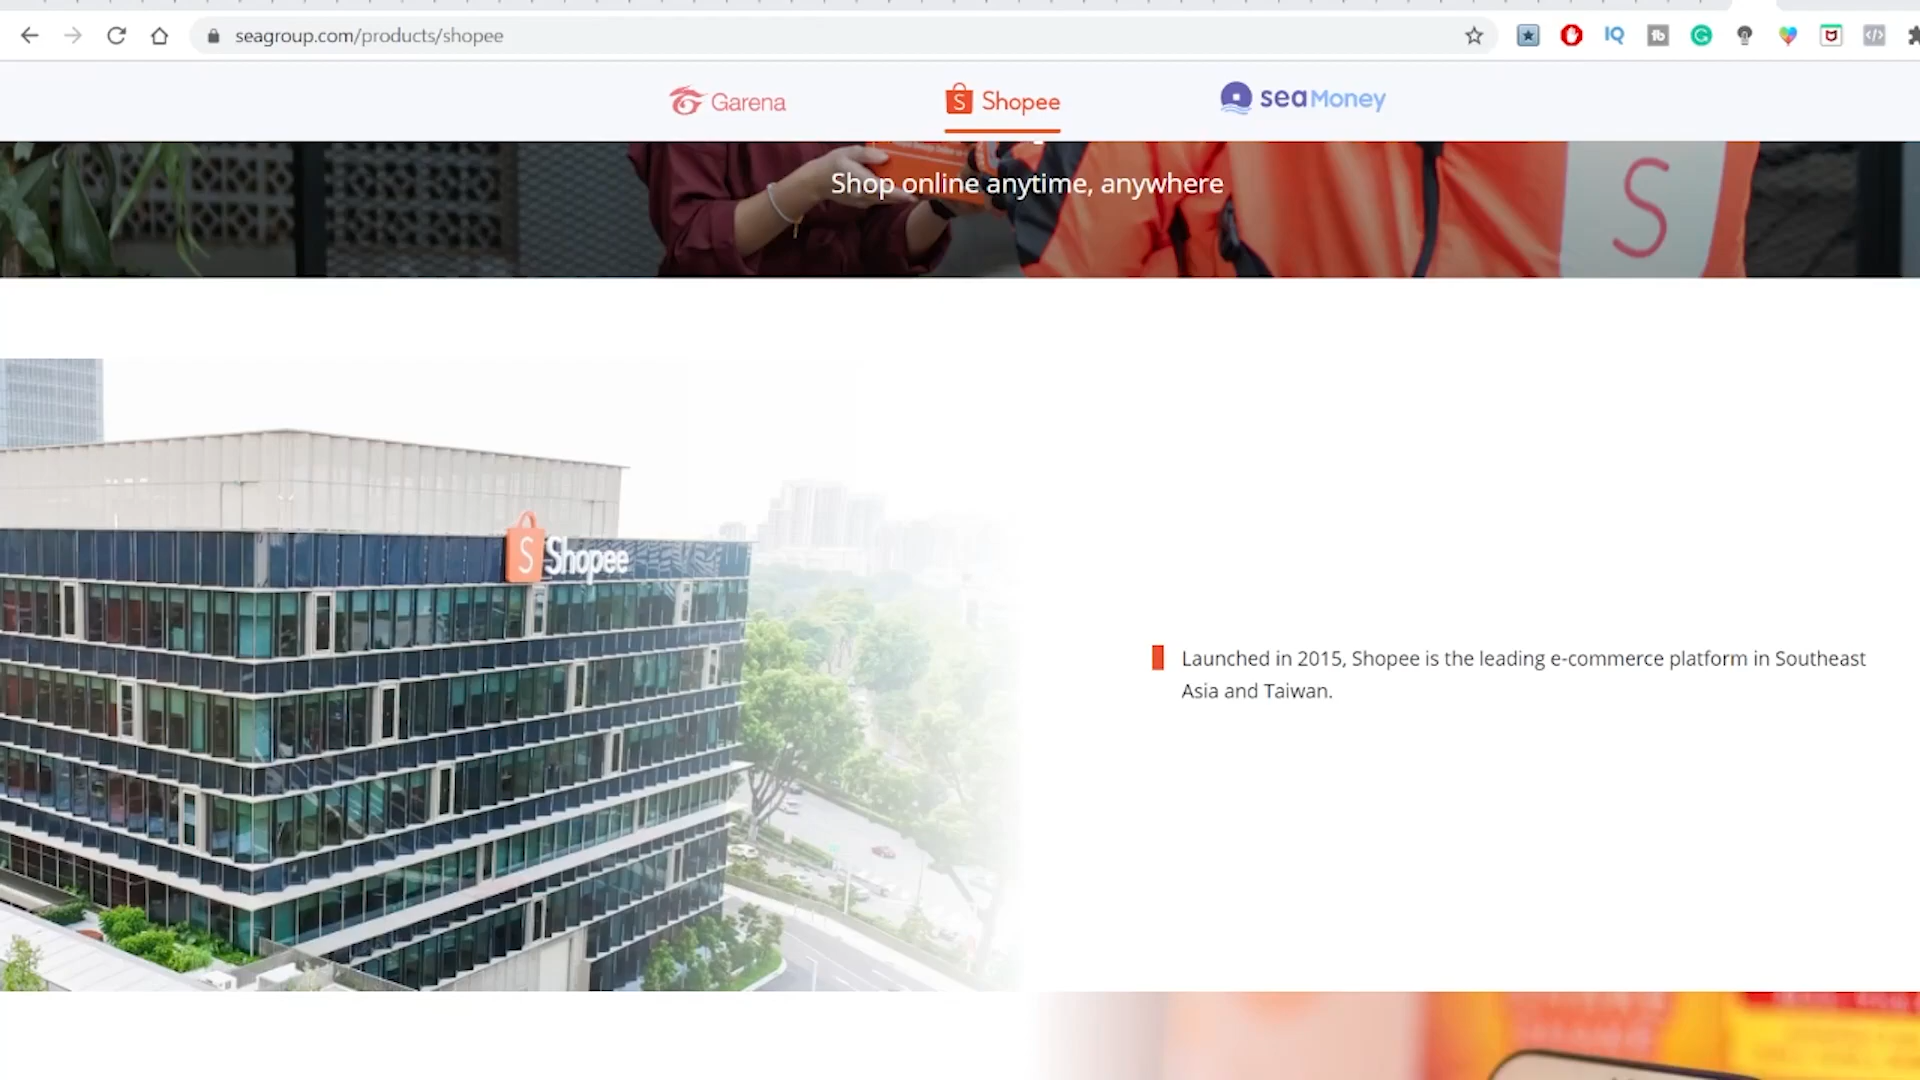 seagroup.com/products/shopee
IQ
Garena
S Shopee
sea Money
Shop online anytime, anywhere
S
S Shopee
Launched in 2015, Shopee is the leading e-commerce platform in Southeast
Asia and Taiwan.